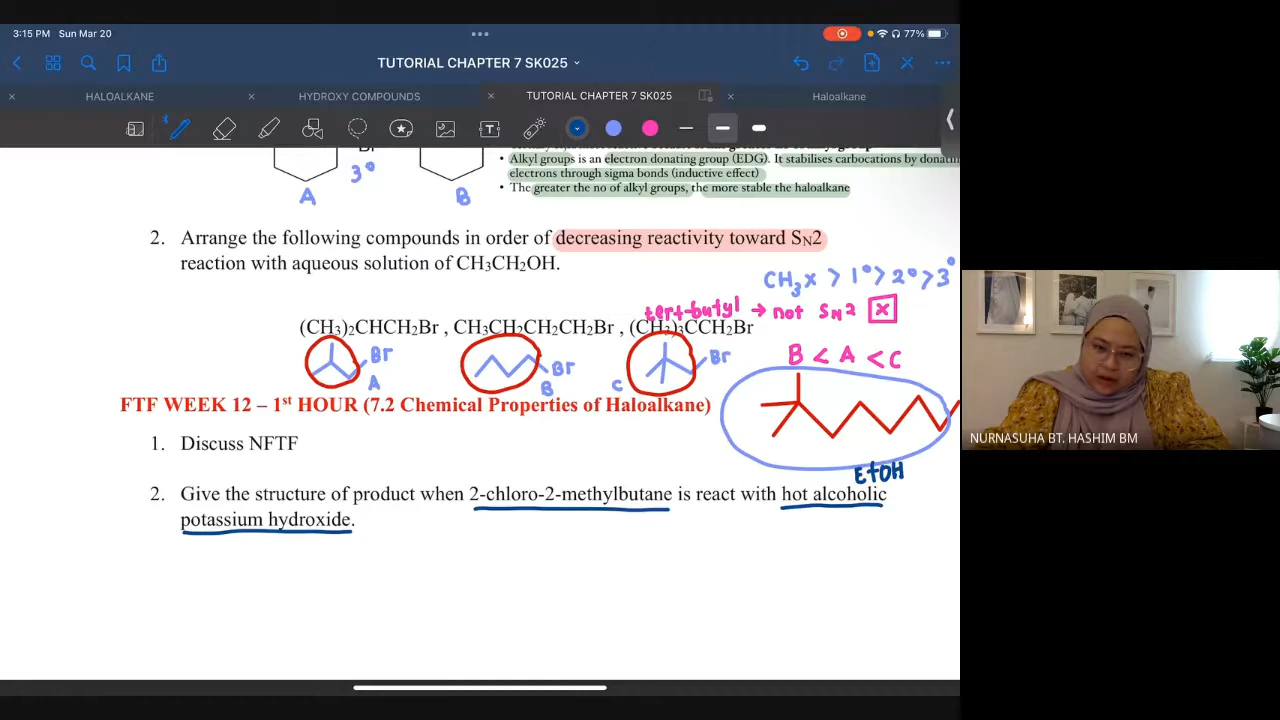 3:15 PM Sun Mar 20
77%
TUTORIAL CHAPTER 7 SK025
HALOALKANE
HYDROXY COMPOUNDS
TUTORIAL CHAPTER 7 SK025
Haloalkane
3°
A
B
• Alkyl groups is an electron donating group (EDG). It stabilises carbocations by donatin
electrons through sigma bonds (inductive effect)
• The greater the no of alkyl groups, the more stable the haloalkane
2. Arrange the following compounds in order of decreasing reactivity toward SN2
reaction with aqueous solution of CH3CH2OH.
CH3X > 1° > 2° > 3°
tert-butyl → not SN2 x
(CH3)2CHCH2Br , CH3CH2CH2CH2Br , (CH3)3CCH2Br
Br
A
Br
B
C
Br
B < A < C
FTF WEEK 12 – 1st HOUR (7.2 Chemical Properties of Haloalkane)
1. Discuss NFTF
EtOH
2. Give the structure of product when 2-chloro-2-methylbutane is react with hot alcoholic
potassium hydroxide.
NURNASUHA BT. HASHIM BM